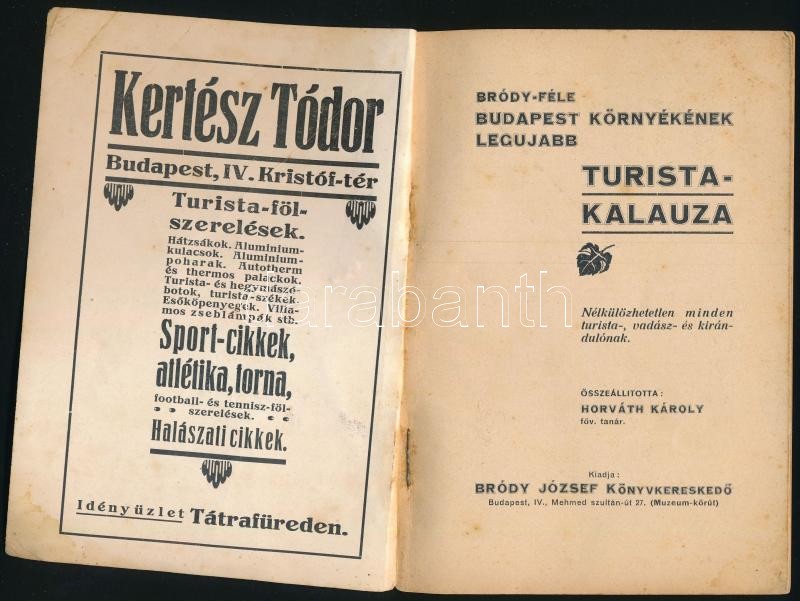 Kertész Tódor
Budapest, IV. Kristóf-tér
Turista-föl-
szerelések.
Hátzsákok. Aluminium-
kulacsok. Aluminium-
poharak. Autotherm
és thermos palackok.
Turista- és hegymászó-
botok, turista-székek.
Esőköpenyegek. Villa-
mos zseblámpák stb.
Sport-cikkek,
atlétika, torna,
football- és tennisz-föl-
szerelések.
Halászati cikkek.
Idényüzlet Tátrafüreden.
BRÓDY-FÉLE
BUDAPEST KÖRNYÉKÉNEK
LEGUJABB
TURISTA-
KALAUZA
Nélkülözhetetlen minden
turista-, vadász- és kirán-
dulónak.
ÖSSZEÁLLITOTTA:
HORVÁTH KÁROLY
föv. tanár.
Kiadja:
BRÓDY JÓZSEF KÖNYVKERESKEDŐ
Budapest, IV., Mehmed szultán-út 27. (Muzeum-körút)
darabanth